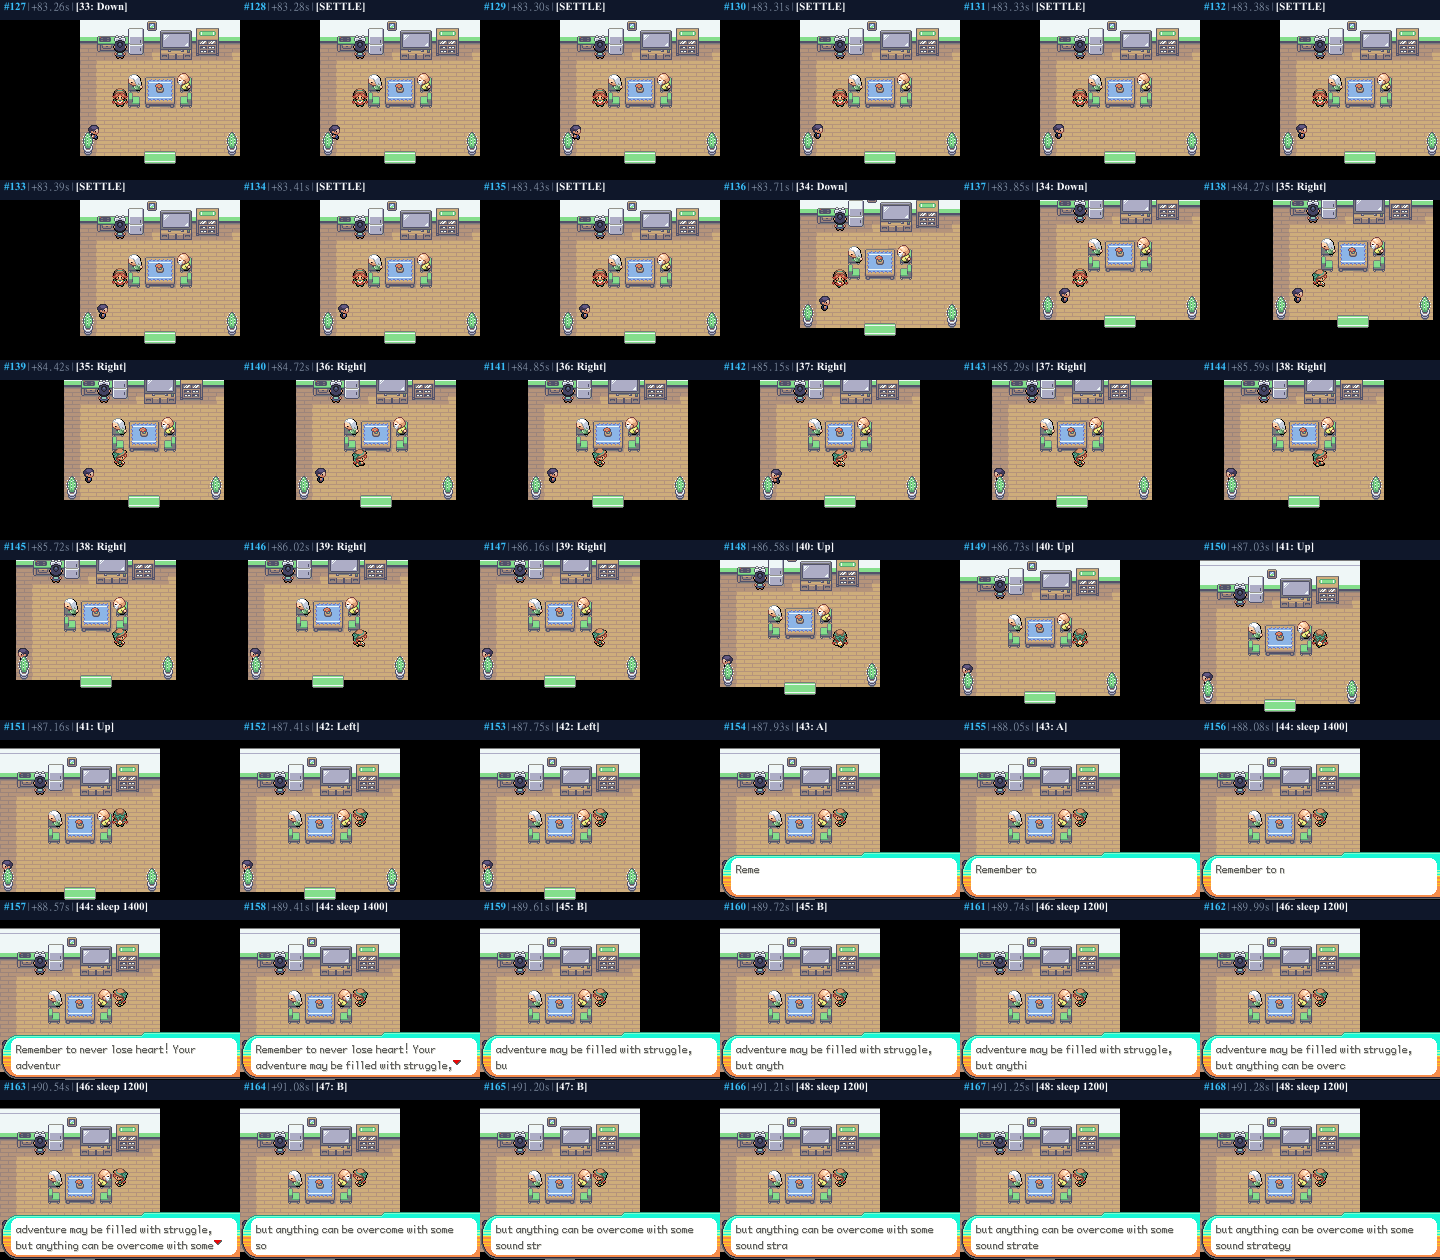 #127|+83.26s|[33: Down]
#128|+83.28s|[SETTLE]
#129|+83.30s|[SETTLE]
#130|+83.31s|[SETTLE]
#131|+83.33s|[SETTLE]
#132|+83.38s|[SETTLE]
#133|+83.39s|[SETTLE]
#134|+83.41s|[SETTLE]
#135|+83.43s|[SETTLE]
#136|+83.71s|[34: Down]
#137|+83.85s|[34: Down]
#138|+84.27s|[35: Right]
#139|+84.42s|[35: Right]
#140|+84.72s|[36: Right]
#141|+84.85s|[36: Right]
#142|+85.15s|[37: Right]
#143|+85.29s|[37: Right]
#144|+85.59s|[38: Right]
#145|+85.72s|[38: Right]
#146|+86.02s|[39: Right]
#147|+86.16s|[39: Right]
#148|+86.58s|[40: Up]
#149|+86.73s|[40: Up]
#150|+87.03s|[41: Up]
#151|+87.16s|[41: Up]
#152|+87.41s|[42: Left]
#153|+87.75s|[42: Left]
#154|+87.93s|[43: A]
Reme
#155|+88.05s|[43: A]
Remember to
#156|+88.08s|[44: sleep 1400]
Remember to n
#157|+88.57s|[44: sleep 1400]
Remember to never lose heart! Your
adventur
#158|+89.41s|[44: sleep 1400]
Remember to never lose heart! Your
adventure may be filled with struggle,
#159|+89.61s|[45: B]
adventure may be filled with struggle,
bu
#160|+89.72s|[45: B]
adventure may be filled with struggle,
but anyth
#161|+89.74s|[46: sleep 1200]
adventure may be filled with struggle,
but anythi
#162|+89.99s|[46: sleep 1200]
adventure may be filled with struggle,
but anything can be overc
#163|+90.54s|[46: sleep 1200]
adventure may be filled with struggle,
but anything can be overcome with some
#164|+91.08s|[47: B]
but anything can be overcome with some
so
#165|+91.20s|[47: B]
but anything can be overcome with some
sound str
#166|+91.21s|[48: sleep 1200]
but anything can be overcome with some
sound stra
#167|+91.25s|[48: sleep 1200]
but anything can be overcome with some
sound strate
#168|+91.28s|[48: sleep 1200]
but anything can be overcome with some
sound strategy